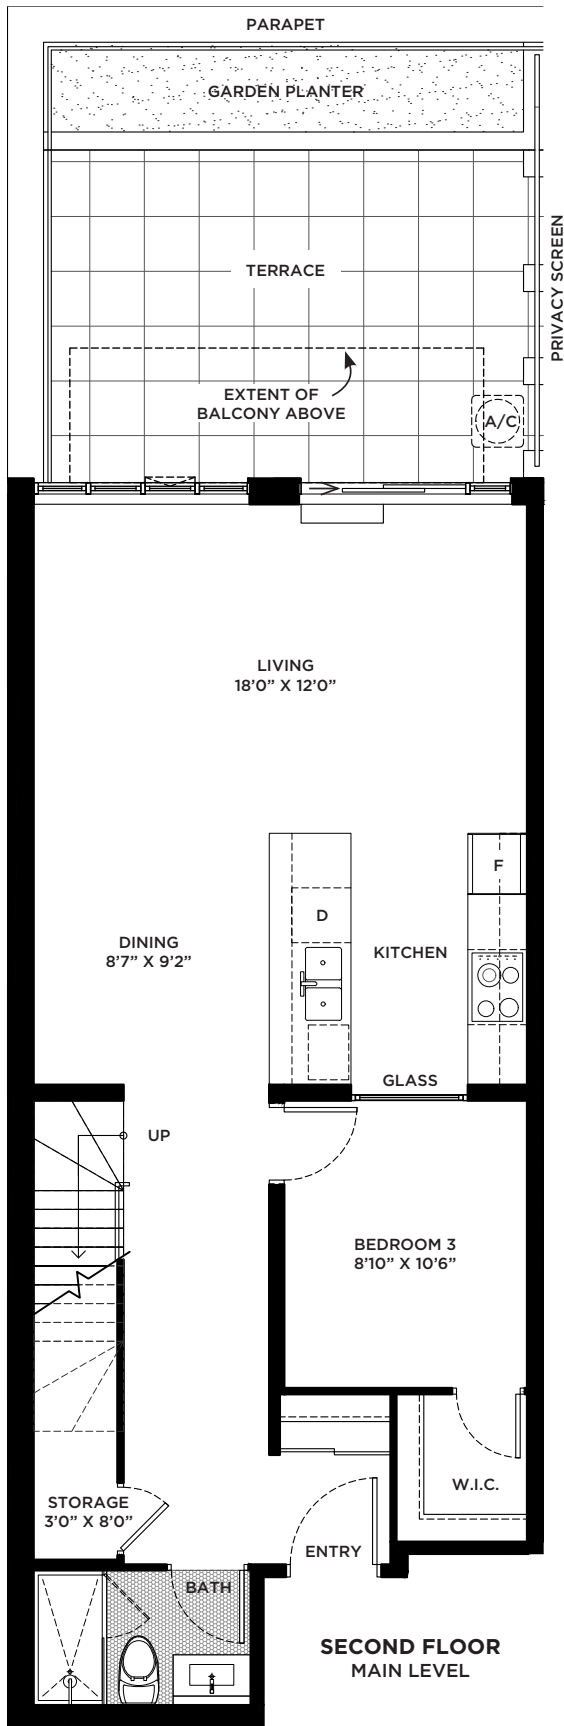 PARAPET
GARDEN PLANTER
TERRACE
PRIVACY SCREEN
EXTENT OF
BALCONY ABOVE
A/C
LIVING
18’0” X 12’0”
F
D
DINING
8’7” X 9’2”
KITCHEN
GLASS
UP
BEDROOM 3
8’10” X 10’6”
W.I.C.
STORAGE
3’0” X 8’0”
ENTRY
BATH
SECOND FLOOR
MAIN LEVEL